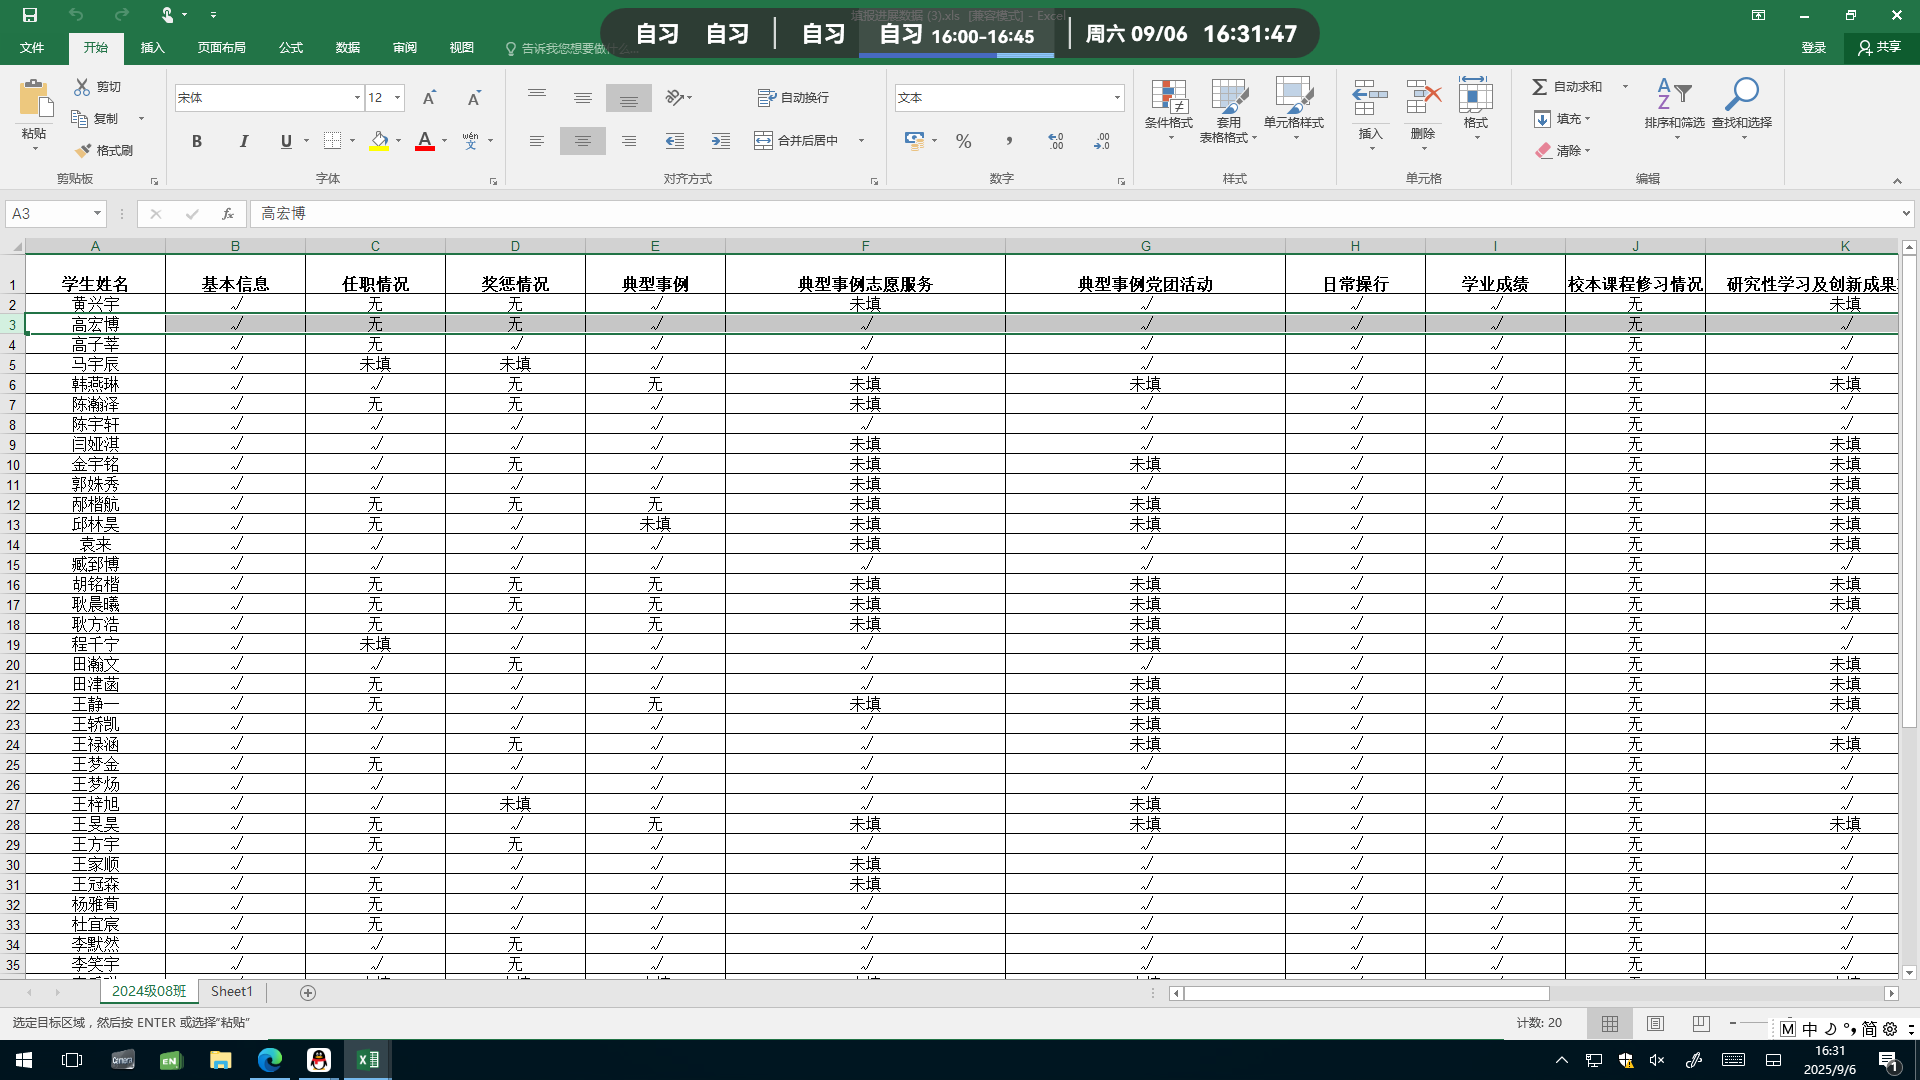 填报进展数据 (3).xls [兼容模式] - Excel
自习 自习 自习 自习 16:00-16:45 周六 09/06 16:31:47
文件 开始 插入 页面布局 公式 数据 审阅 视图 告诉我您想要做什么... 登录 共享
粘贴 剪切 复制 格式刷 剪贴板
宋体 12 B I U A wén 文 字体
自动换行 合并后居中 对齐方式
文本 % , 数字
条件格式 套用表格格式 单元格样式 样式
插入 删除 格式 单元格
自动求和 填充 清除 排序和筛选 查找和选择 编辑
A3 fx 高宏博
A B C D E F G H I J K
1 学生姓名 基本信息 任职情况 奖惩情况 典型事例 典型事例志愿服务 典型事例党团活动 日常操行 学业成绩 校本课程修习情况 研究性学习及创新成果
2 黄兴宇 √ 无 无 √ 未填 √ √ √ 无 未填
3 高宏博 √ 无 无 √ √ √ √ √ 无 √
4 高子莘 √ 无 √ √ √ √ √ √ 无 √
5 马宇辰 √ 未填 未填 √ √ √ √ √ 无 √
6 韩燕琳 √ √ 无 无 未填 未填 √ √ 无 未填
7 陈瀚泽 √ 无 无 √ 未填 √ √ √ 无 √
8 陈宇轩 √ √ √ √ √ √ √ √ 无 √
9 闫娅淇 √ √ √ √ 未填 √ √ √ 无 未填
10 金宇铭 √ √ 无 √ 未填 未填 √ √ 无 未填
11 郭姝秀 √ √ √ √ 未填 √ √ √ 无 未填
12 邴楷航 √ 无 无 无 未填 未填 √ √ 无 未填
13 邱林昊 √ 无 √ 未填 未填 未填 √ √ 无 未填
14 袁来 √ √ √ √ 未填 √ √ √ 无 未填
15 臧郅博 √ √ √ √ √ √ √ √ 无 √
16 胡铭楷 √ 无 无 无 未填 未填 √ √ 无 未填
17 耿晨曦 √ 无 无 无 未填 未填 √ √ 无 未填
18 耿方浩 √ 无 √ 无 未填 未填 √ √ 无 √
19 程千宁 √ 未填 √ √ √ 未填 √ √ 无 √
20 田瀚文 √ √ 无 √ √ √ √ √ 无 未填
21 田津菡 √ 无 √ √ √ 未填 √ √ 无 未填
22 王静一 √ 无 √ 无 未填 未填 √ √ 无 未填
23 王轿凯 √ √ √ √ √ 未填 √ √ 无 √
24 王禄涵 √ √ 无 √ √ 未填 √ √ 无 未填
25 王梦金 √ 无 √ √ √ √ √ √ 无 √
26 王梦炀 √ √ √ √ √ √ √ √ 无 √
27 王梓旭 √ √ 未填 √ √ 未填 √ √ 无 √
28 王旻昊 √ 无 √ 无 未填 未填 √ √ 无 未填
29 王方宇 √ 无 无 √ √ √ √ √ 无 √
30 王家顺 √ √ √ √ 未填 √ √ √ 无 √
31 王冠森 √ 无 √ √ 未填 √ √ √ 无 √
32 杨雅萄 √ 无 √ √ √ √ √ √ 无 √
33 杜宜宸 √ 无 √ √ √ √ √ √ 无 √
34 李默然 √ √ 无 √ √ √ √ √ 无 √
35 李笑宇 √ √ 无 √ √ √ √ √ 无 √
2024级08班 Sheet1
选定目标区域，然后按 ENTER 或选择"粘贴" 计数: 20
M 中 简
EN
16:31
2025/9/6
1